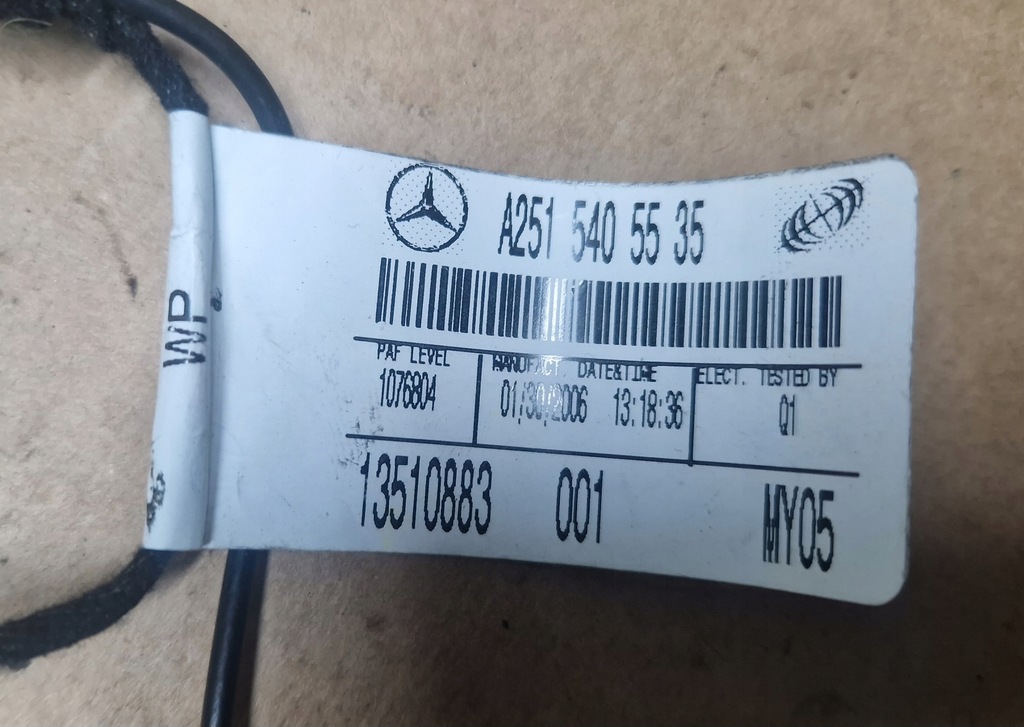 A251 540 55 35
PAF LEVEL
1076804
MANUFACT. DATE&TIME
01/30/2006 13:18:36
ELECT. TESTED BY
Q1
13510883 001 MY05
WP